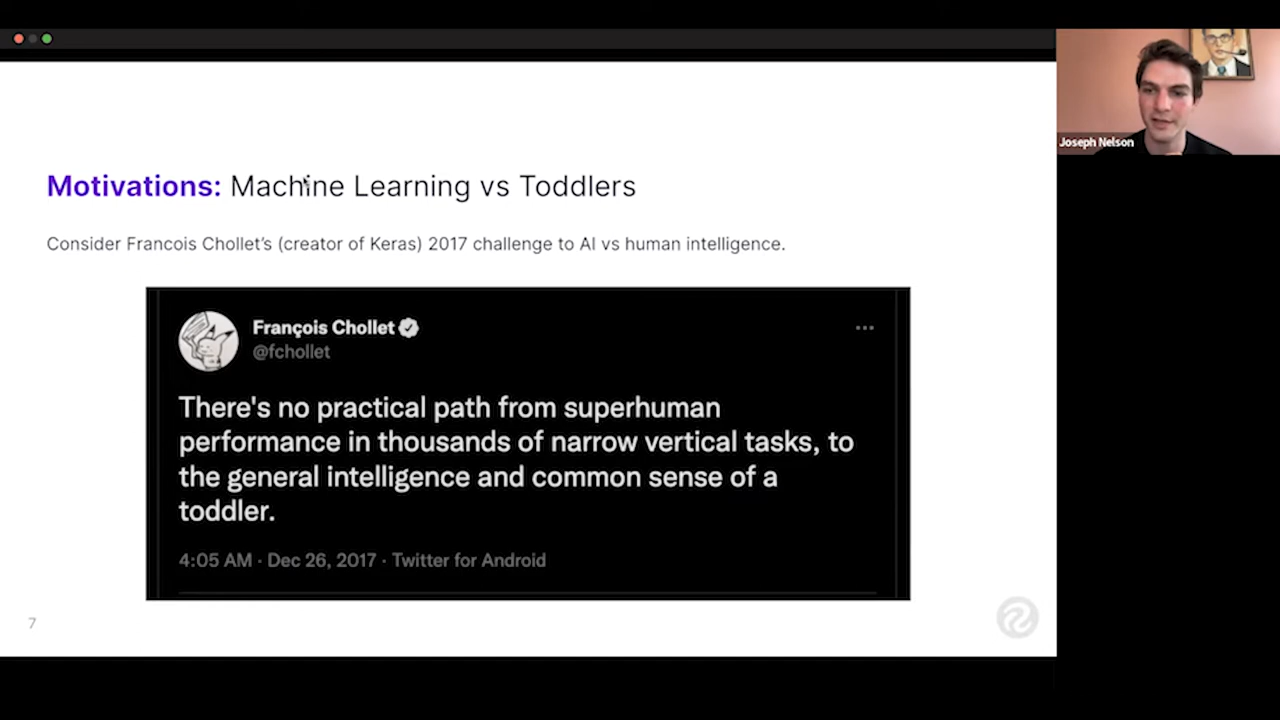 Motivations: Machine Learning vs Toddlers
Consider Francois Chollet's (creator of Keras) 2017 challenge to AI vs human intelligence.
François Chollet
@fchollet
There's no practical path from superhuman
performance in thousands of narrow vertical tasks, to
the general intelligence and common sense of a
toddler.
4:05 AM · Dec 26, 2017 · Twitter for Android
7
Joseph Nelson